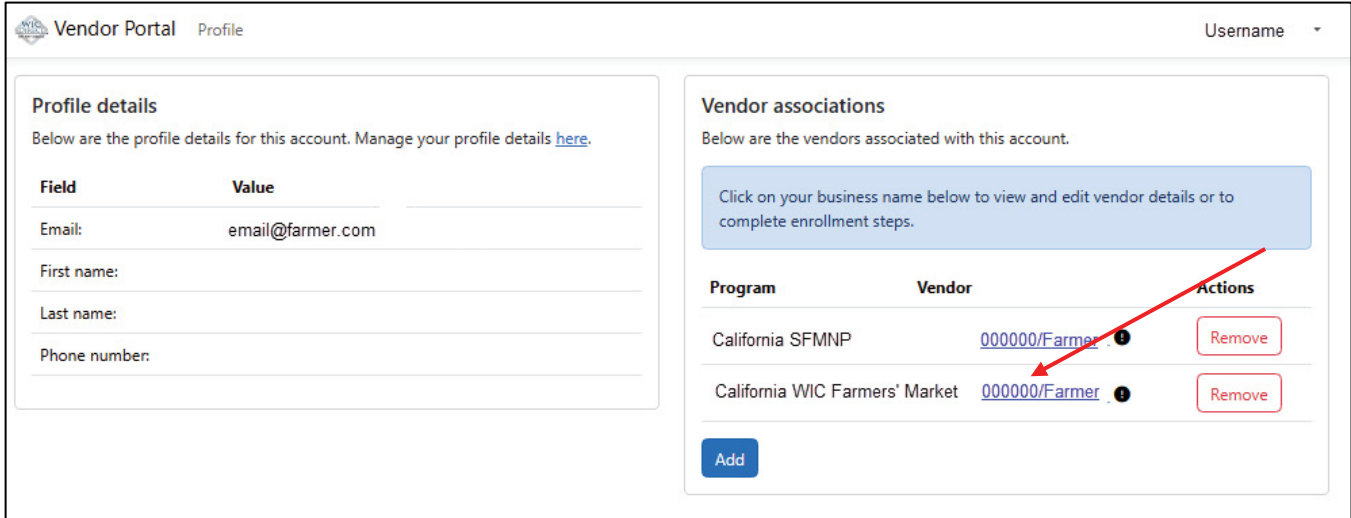 Vendor Portal Profile Username
Profile details
Below are the profile details for this account. Manage your profile details here.
Field Value
Email: email@farmer.com
First name:
Last name:
Phone number:
Vendor associations
Below are the vendors associated with this account.
Click on your business name below to view and edit vendor details or to
complete enrollment steps.
Program Vendor Actions
California SFMNP 000000/Farmer Remove
California WIC Farmers' Market 000000/Farmer Remove
Add